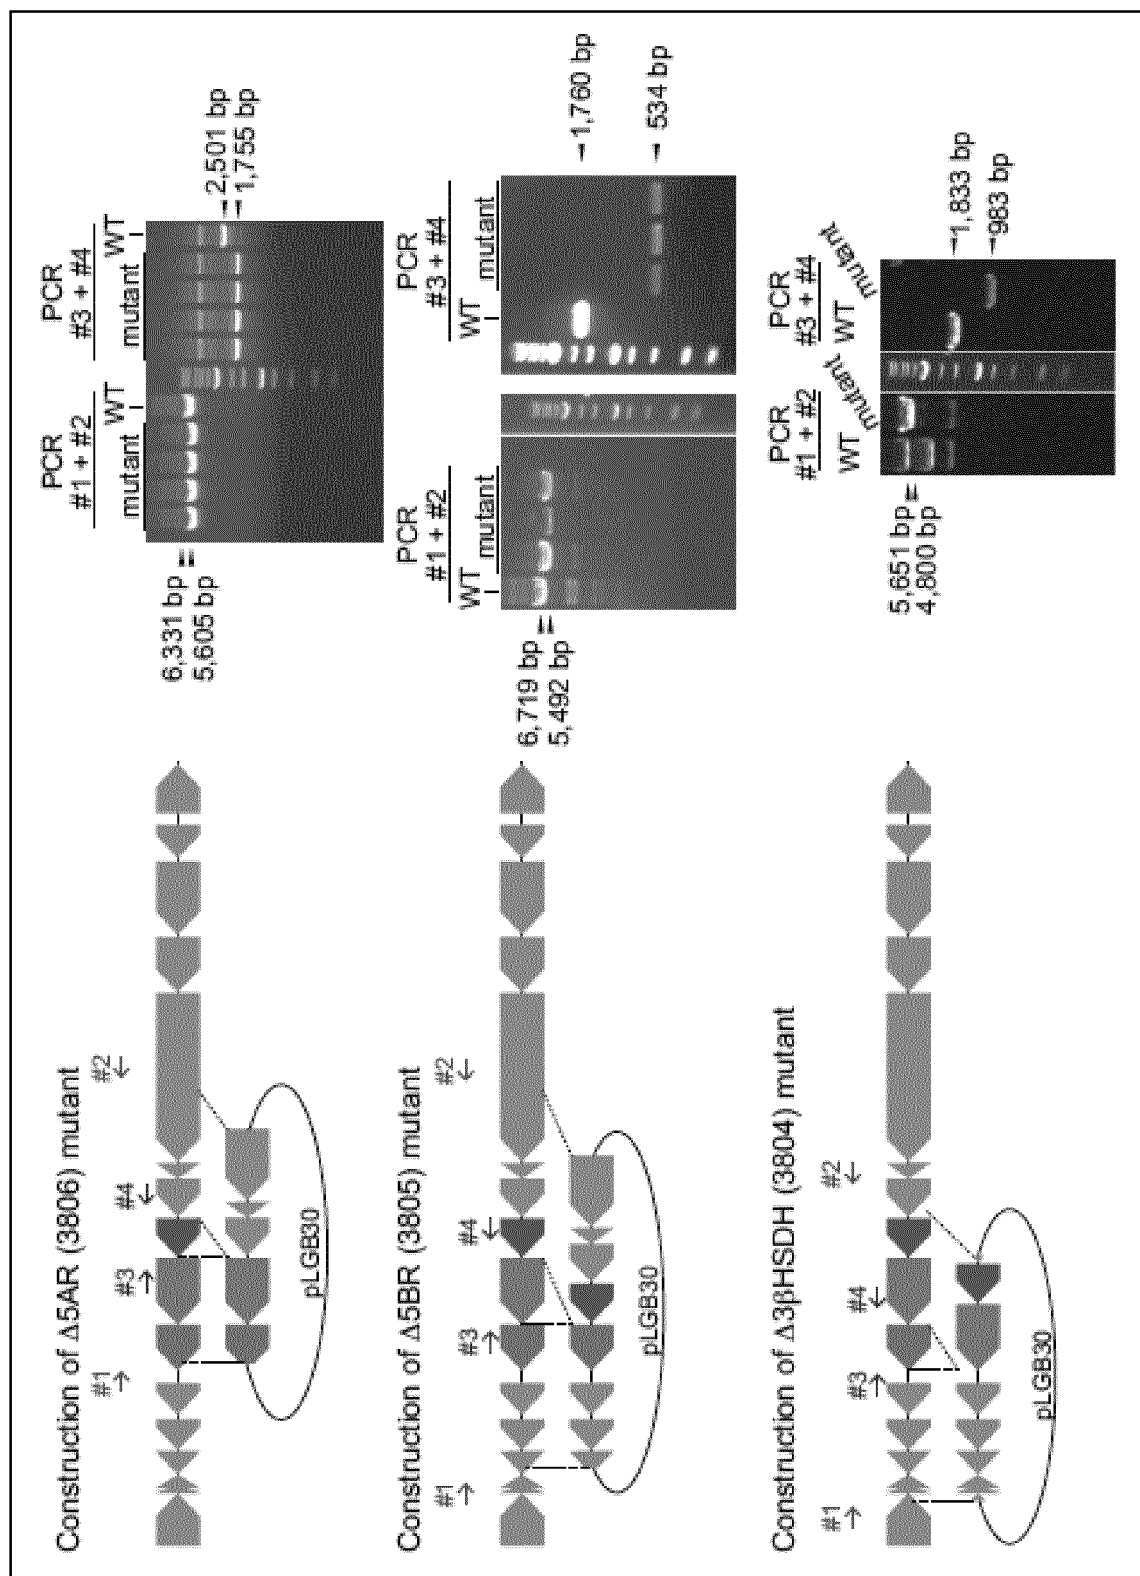 Construction of Δ5AR (3806) mutant
#1
#3
#4
#2
pLGB30
PCR
#1 + #2
PCR
#3 + #4
mutant
WT
mutant
WT
6,331 bp
5,605 bp
2,501 bp
1,755 bp
Construction of Δ5BR (3805) mutant
#1
#3
#4
#2
pLGB30
PCR
#1 + #2
PCR
#3 + #4
WT
mutant
WT
mutant
6,719 bp
5,492 bp
1,760 bp
534 bp
Construction of Δ3βHSDH (3804) mutant
#1
#3
#4
#2
pLGB30
PCR
#1 + #2
PCR
#3 + #4
WT
mutant
WT
mutant
5,651 bp
4,800 bp
1,833 bp
983 bp